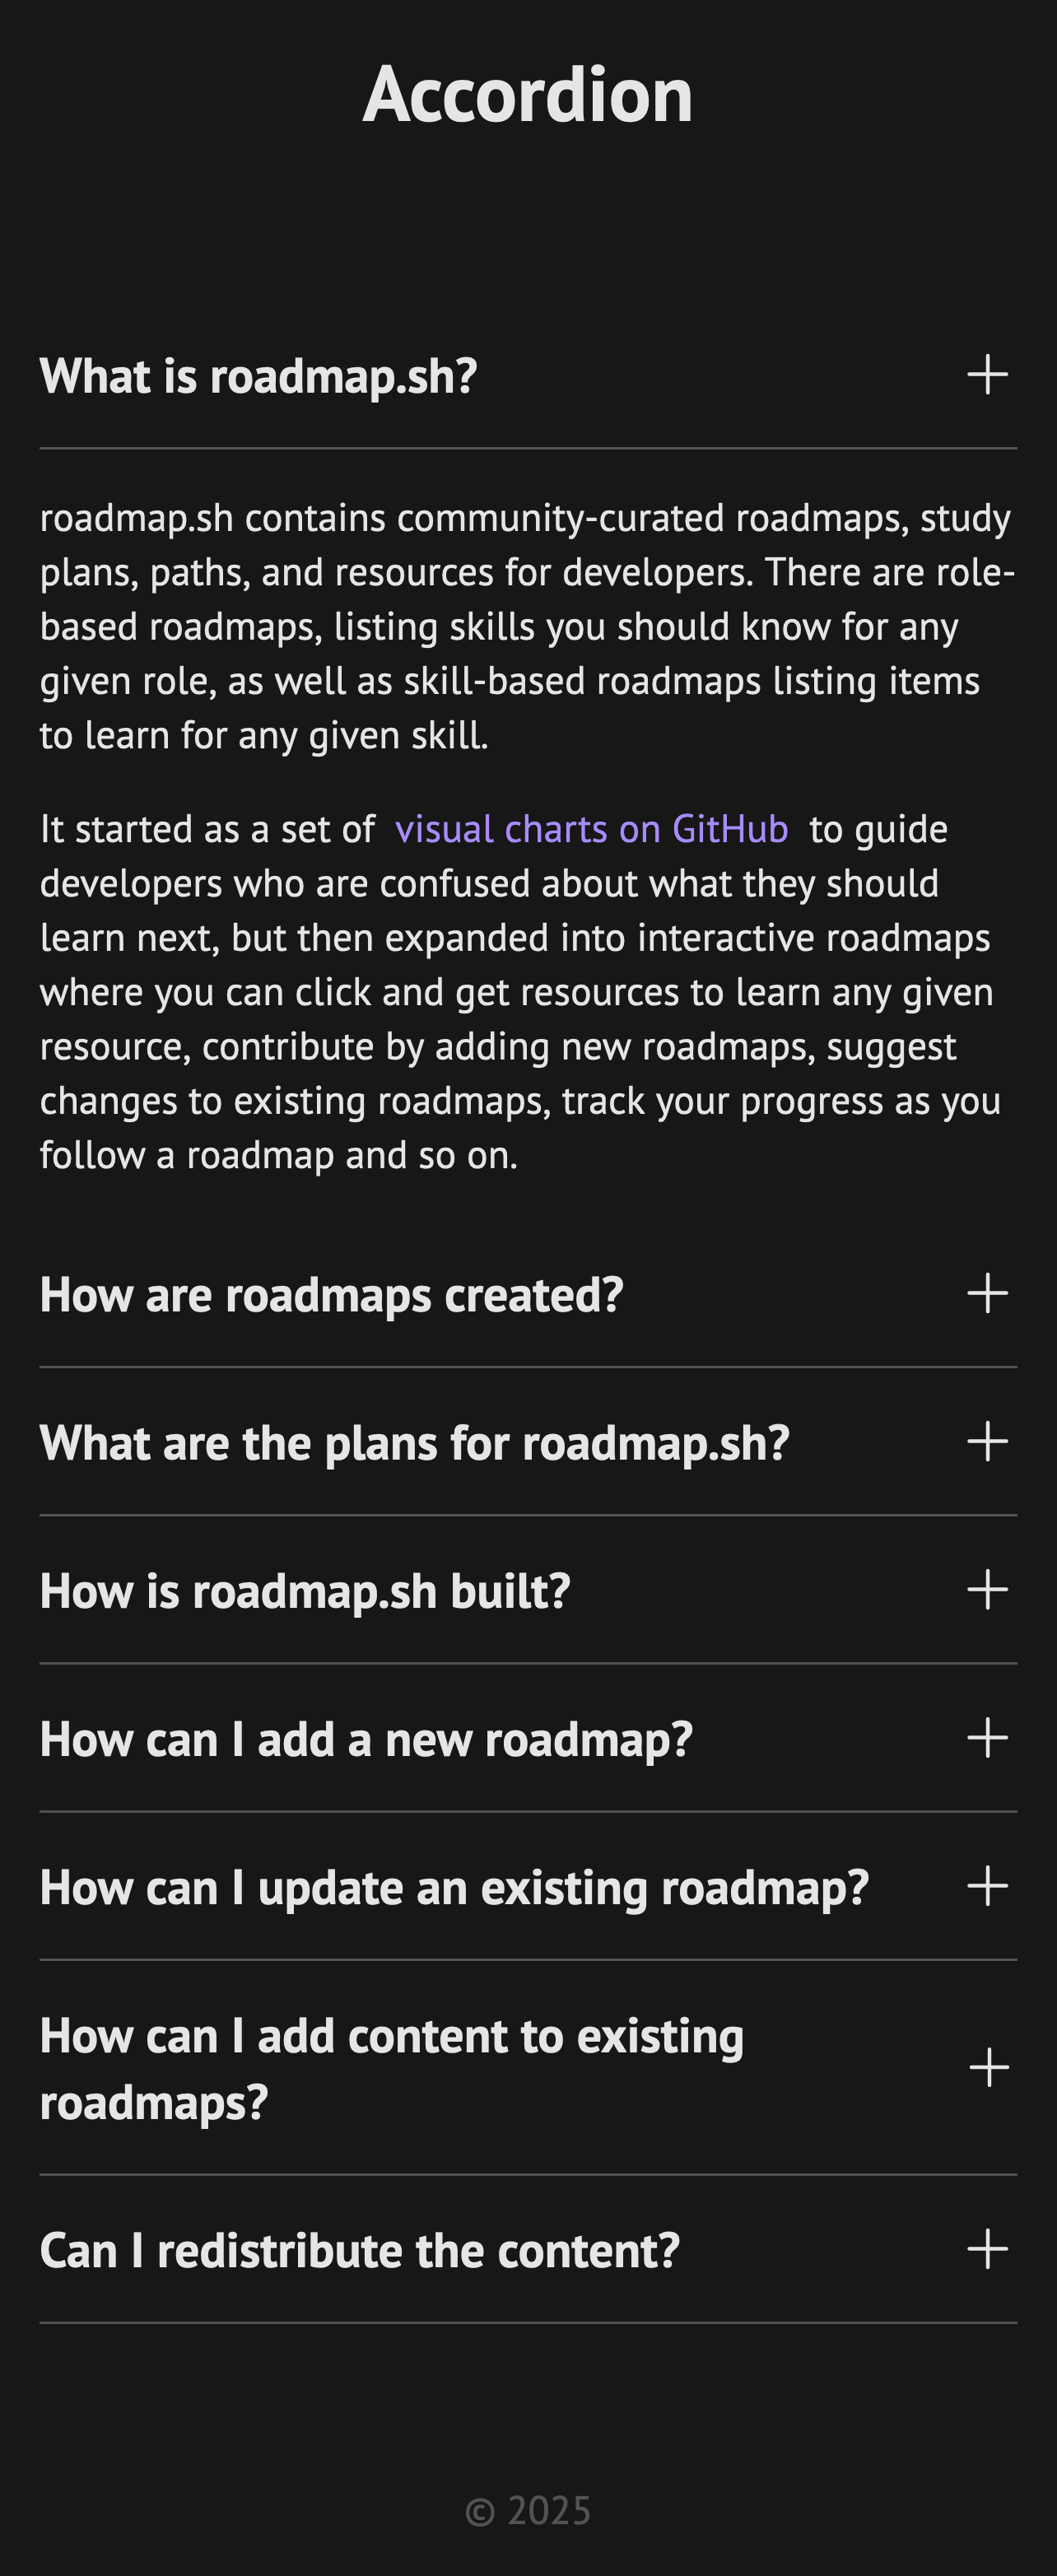 Accordion
What is roadmap.sh?
roadmap.sh contains community-curated roadmaps, study
plans, paths, and resources for developers. There are role-
based roadmaps, listing skills you should know for any
given role, as well as skill-based roadmaps listing items
to learn for any given skill.
It started as a set of visual charts on GitHub to guide
developers who are confused about what they should
learn next, but then expanded into interactive roadmaps
where you can click and get resources to learn any given
resource, contribute by adding new roadmaps, suggest
changes to existing roadmaps, track your progress as you
follow a roadmap and so on.
How are roadmaps created?
What are the plans for roadmap.sh?
How is roadmap.sh built?
How can I add a new roadmap?
How can I update an existing roadmap?
How can I add content to existing
roadmaps?
Can I redistribute the content?
© 2025